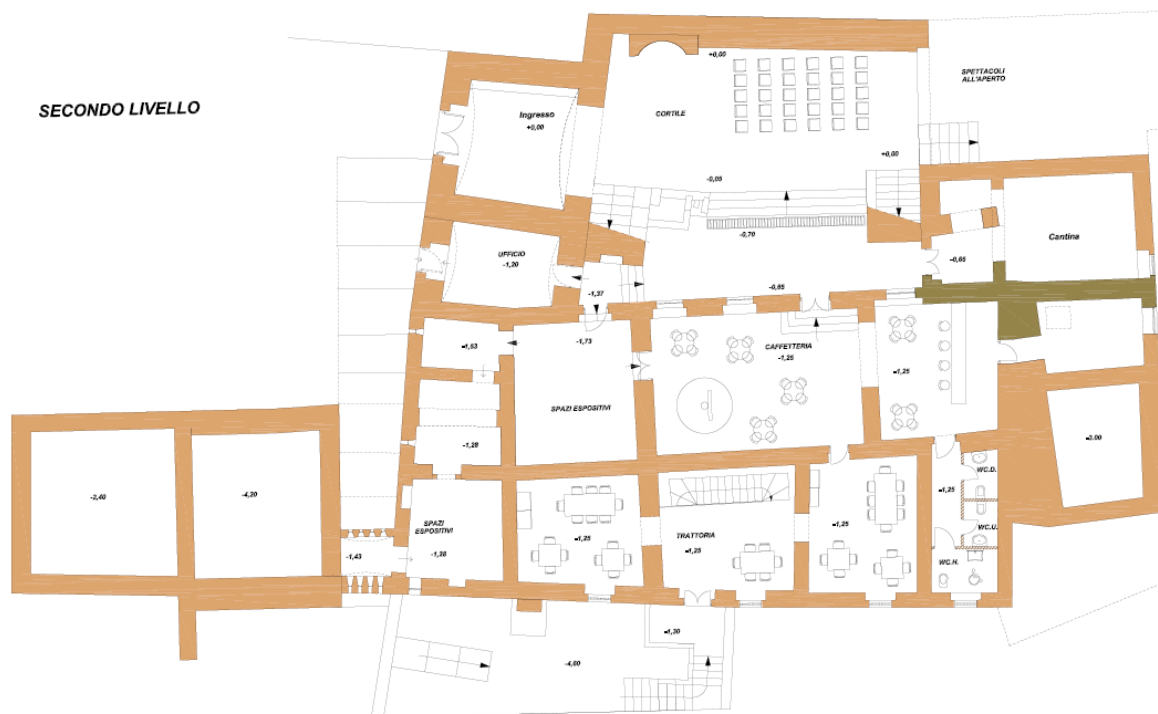 SECONDO LIVELLO
Ingresso
+0,00
+0,00
CORTILE
SPETTACOLI
ALL'APERTO
+0,00
-0,05
-0,70
UFFICIO
-1,20
-1,37
-0,65
-0,65
Cantina
-1,53
-1,73
SPAZI ESPOSITIVI
CAFFETTERIA
-1,25
-1,25
-1,28
-3,00
-2,40
-4,20
SPAZI
ESPOSITIVI
-1,28
-1,43
-1,25
TRATTORIA
-1,25
-1,25
-1,25
WC.D.
WC.U.
WC.H.
-1,30
-4,00